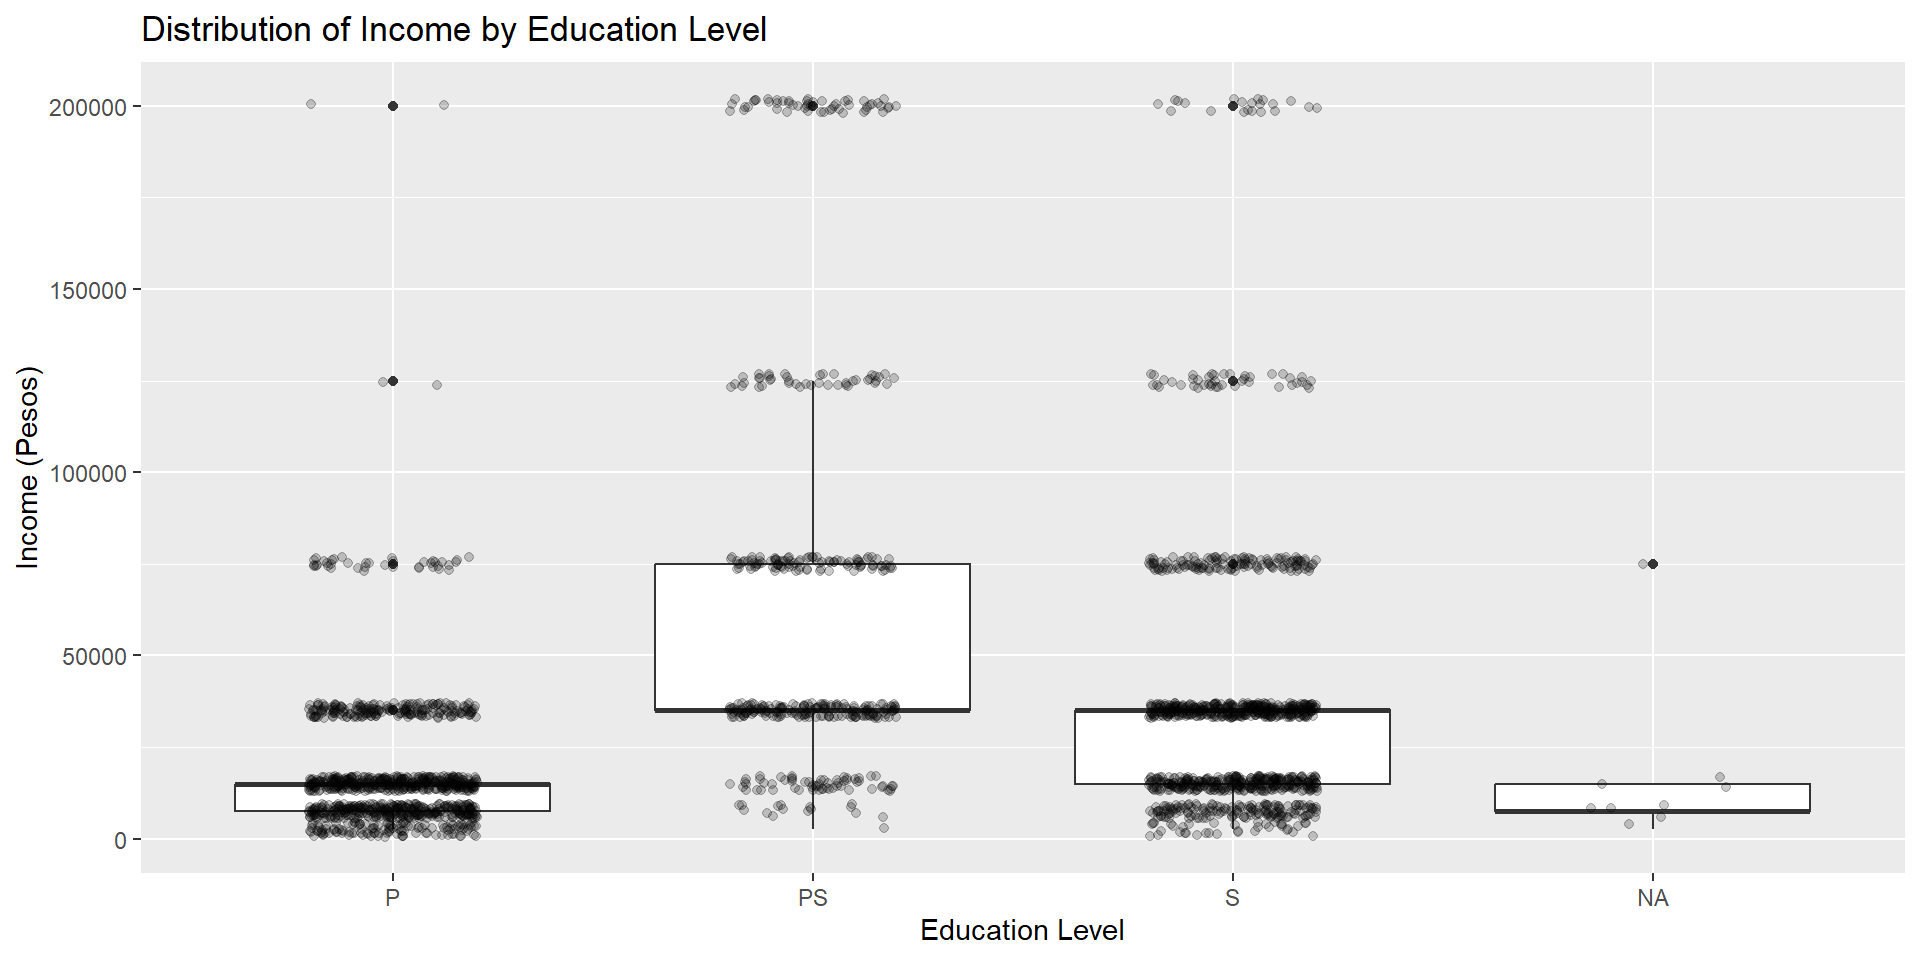 Distribution of Income by Education Level
200000
150000
100000
50000
0
Income (Pesos)
P PS S NA
Education Level